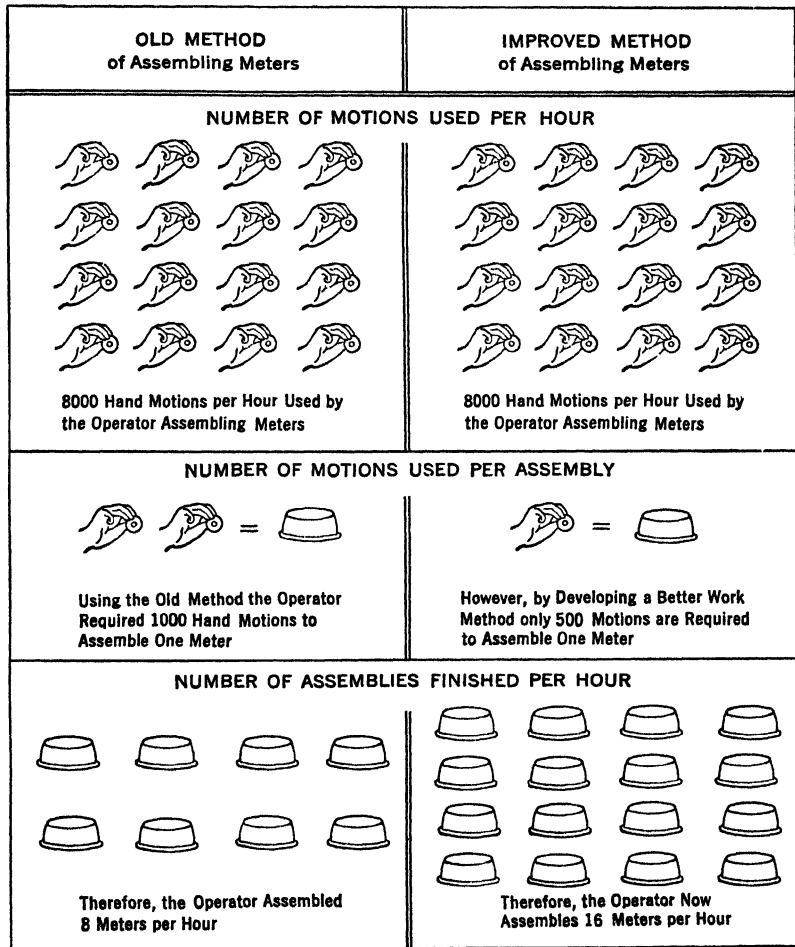 OLD METHOD
of Assembling Meters
IMPROVED METHOD
of Assembling Meters
NUMBER OF MOTIONS USED PER HOUR
8000 Hand Motions per Hour Used by
the Operator Assembling Meters
8000 Hand Motions per Hour Used by
the Operator Assembling Meters
NUMBER OF MOTIONS USED PER ASSEMBLY
=
=
Using the Old Method the Operator
Required 1000 Hand Motions to
Assemble One Meter
However, by Developing a Better Work
Method only 500 Motions are Required
to Assemble One Meter
NUMBER OF ASSEMBLIES FINISHED PER HOUR
Therefore, the Operator Assembled
8 Meters per Hour
Therefore, the Operator Now
Assembles 16 Meters per Hour